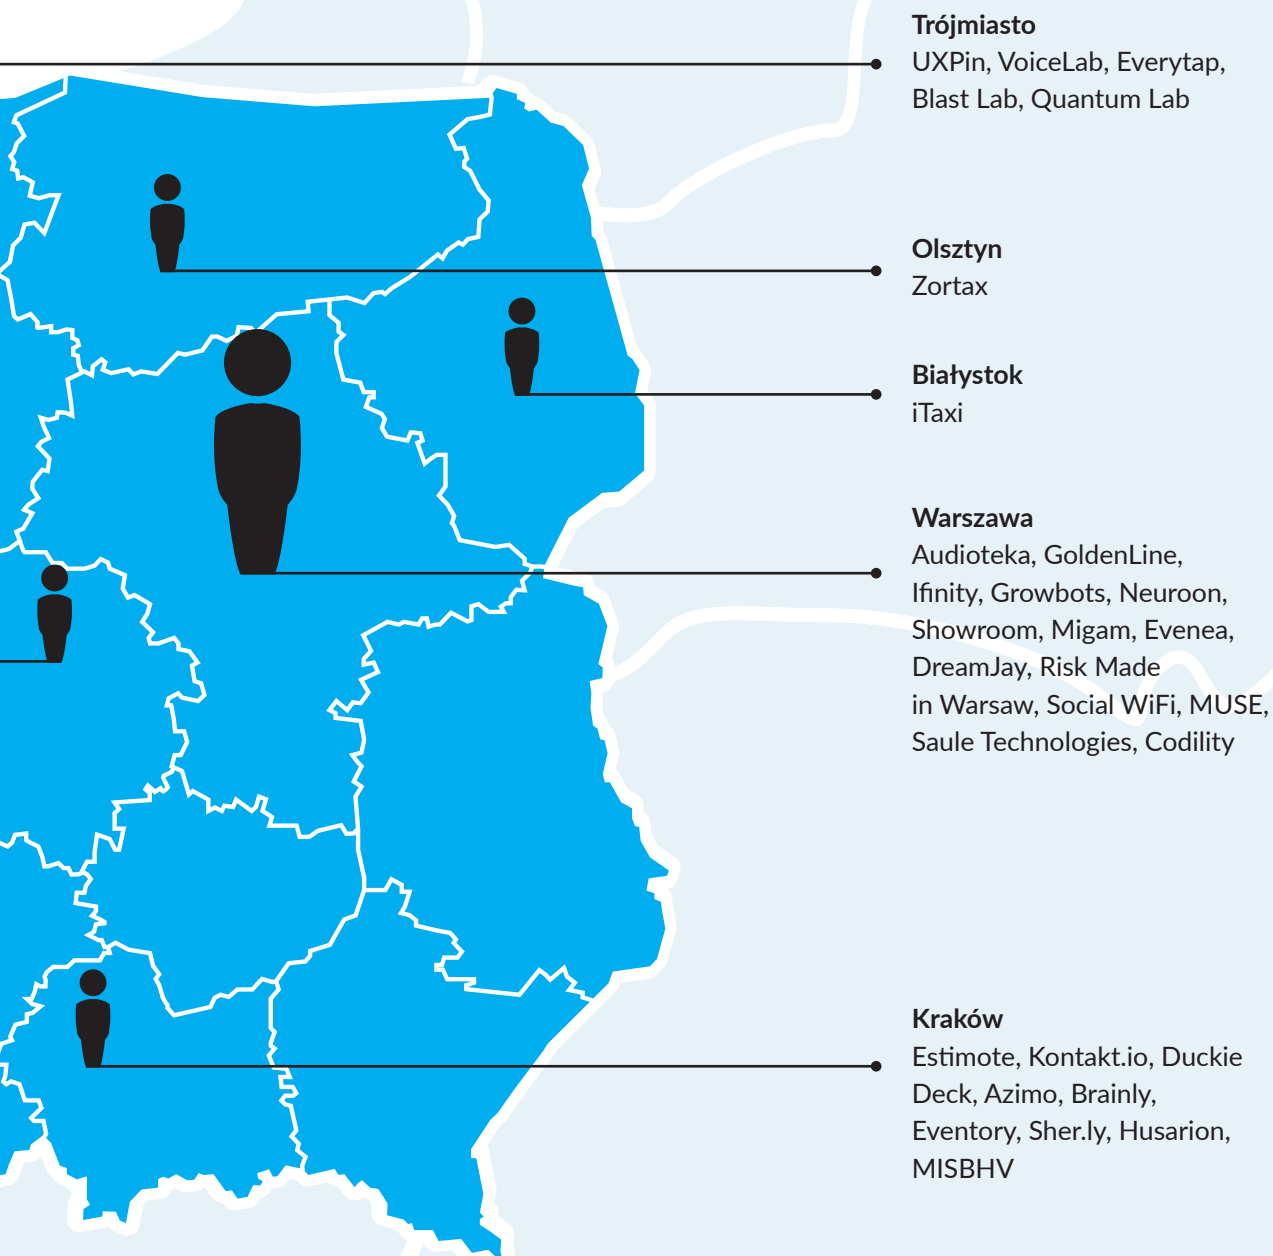 Trójmiasto
UXPin, VoiceLab, Everytap,
Blast Lab, Quantum Lab
Olsztyn
Zortax
Białystok
iTaxi
Warszawa
Audioteka, GoldenLine,
Ifinity, Growbots, Neuroon,
Showroom, Migam, Evenea,
DreamJay, Risk Made
in Warsaw, Social WiFi, MUSE,
Saule Technologies, Codility
Kraków
Estimote, Kontakt.io, Duckie
Deck, Azimo, Brainly,
Eventory, Sher.ly, Husarion,
MISBHV